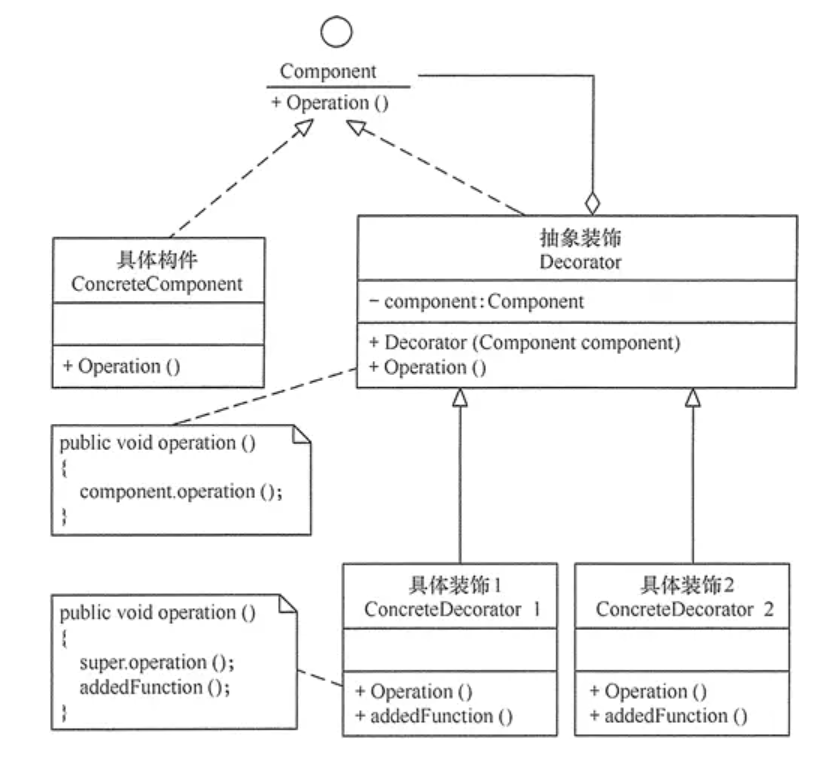 Component
+ Operation ()
具体构件
ConcreteComponent
+ Operation ()
抽象装饰
Decorator
- component:Component
+ Decorator (Component component)
+ Operation ()
public void operation ()
{
component.operation ();
}
public void operation ()
{
super.operation ();
addedFunction ();
}
具体装饰1
ConcreteDecorator 1
+ Operation ()
+ addedFunction ()
具体装饰2
ConcreteDecorator 2
+ Operation ()
+ addedFunction ()